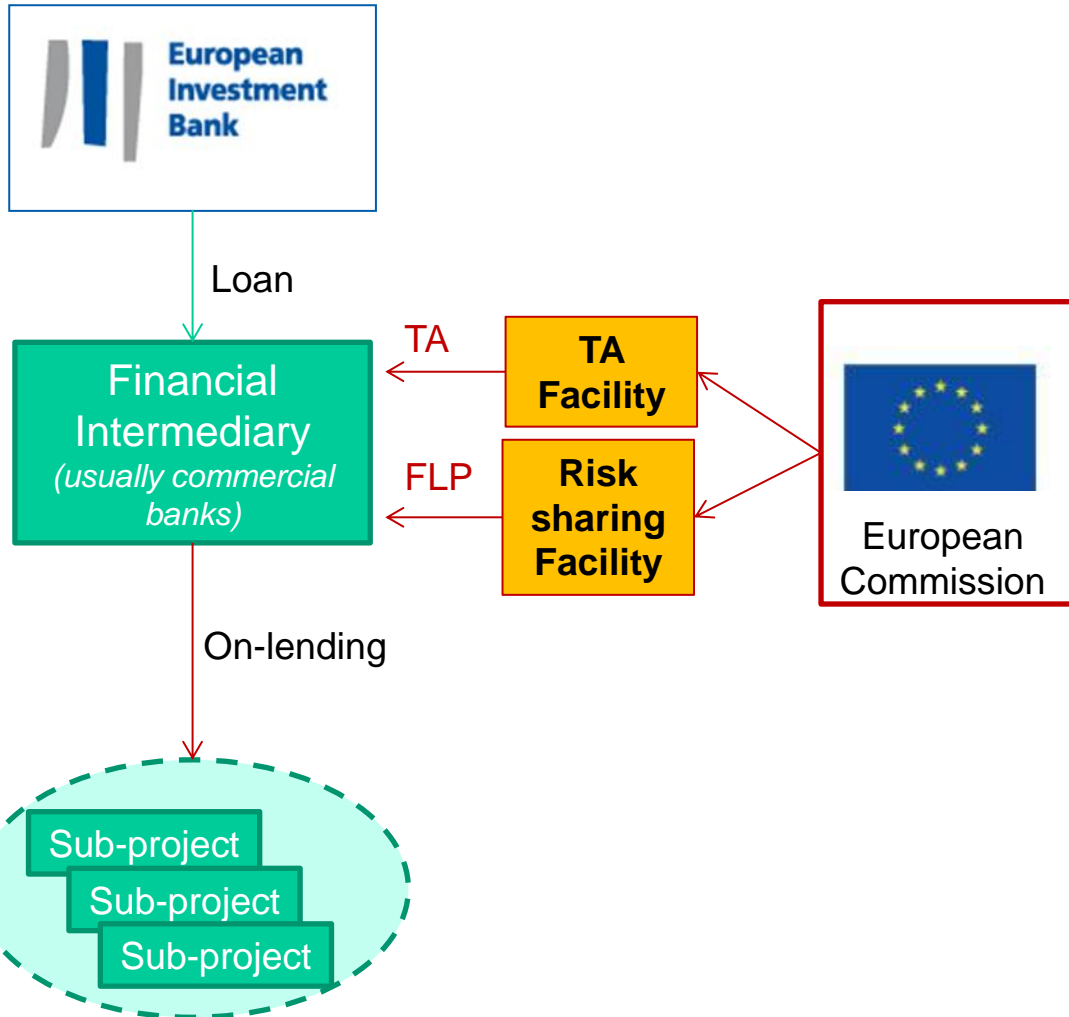 European
Investment
Bank
Loan
Financial
Intermediary
(usually commercial
banks)
TA
TA
Facility
FLP
Risk
sharing
Facility
European
Commission
On-lending
Sub-project
Sub-project
Sub-project